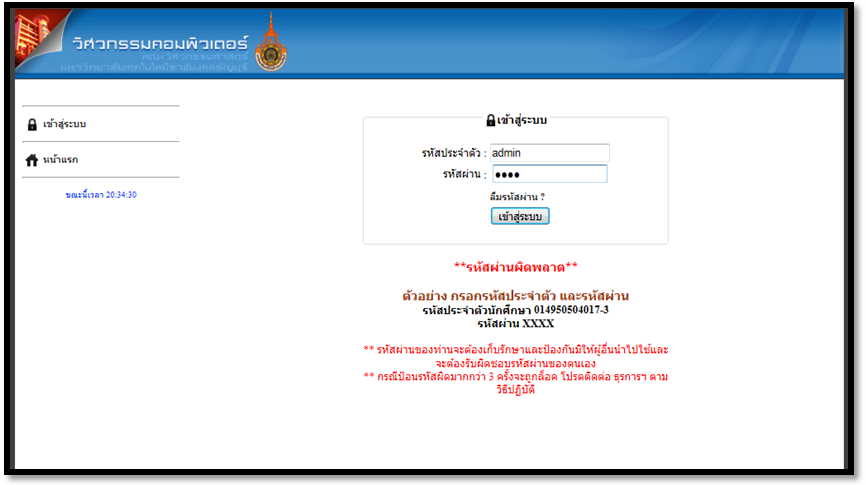 วิศวกรรมคอมพิวเตอร์
คณะวิศวกรรมศาสตร์
มหาวิทยาลัยเทคโนโลยีราชมงคลธัญบุรี
เข้าสู่ระบบ
หน้าแรก
ขณะนี้เวลา 20:34:30
เข้าสู่ระบบ
รหัสประจำตัว : admin
รหัสผ่าน : ●●●●
ลืมรหัสผ่าน ?
เข้าสู่ระบบ
**รหัสผ่านผิดพลาด**
ตัวอย่าง กรอกรหัสประจำตัว และรหัสผ่าน
รหัสประจำตัวนักศึกษา 014950504017-3
รหัสผ่าน XXXX
** รหัสผ่านของท่านจะต้องเก็บรักษาและป้องกันมิให้ผู้อื่นนำไปใช้และ
จะต้องรับผิดชอบรหัสผ่านของตนเอง
** กรณีป้อนรหัสผิดมากกว่า 3 ครั้งจะถูกล็อค โปรดติดต่อ ธุรการฯ ตาม
วิธีปฏิบัติ